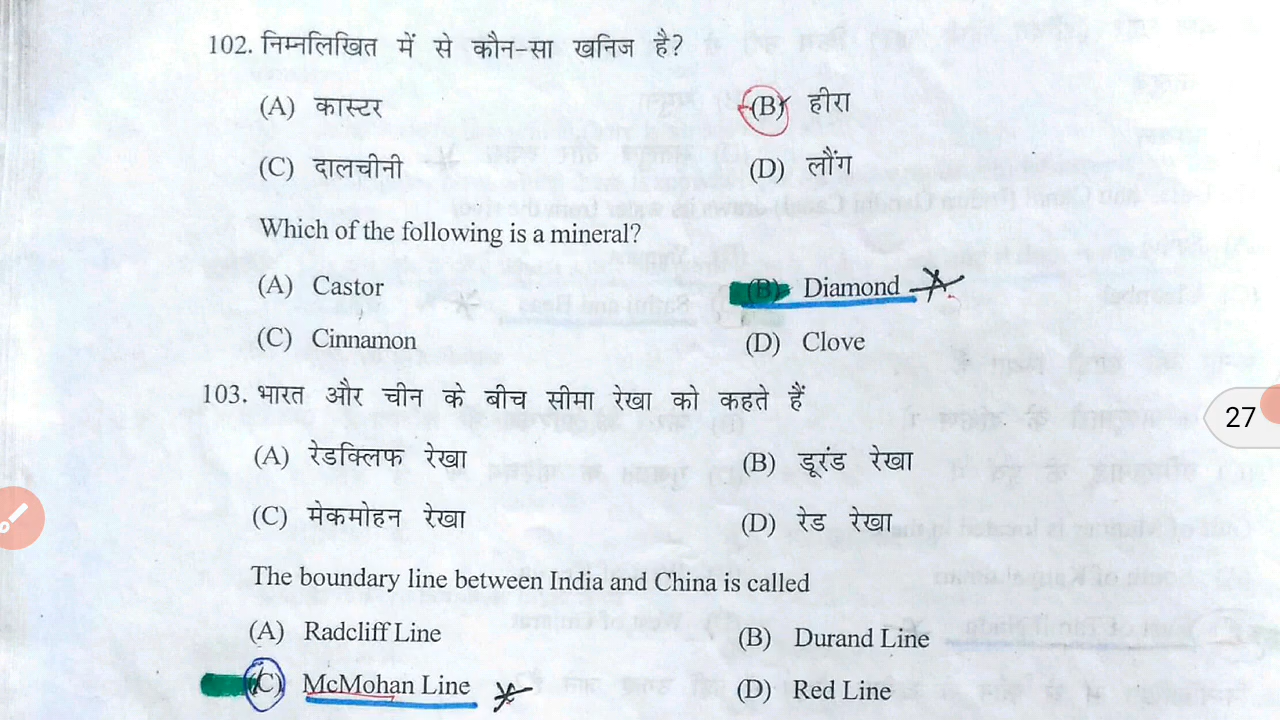 102. निम्नलिखित में से कौन-सा खनिज है?
(A) कास्टर (B) हीरा
(C) दालचीनी (D) लौंग
Which of the following is a mineral?
(A) Castor (B) Diamond
(C) Cinnamon (D) Clove
103. भारत और चीन के बीच सीमा रेखा को कहते हैं
(A) रेडक्लिफ रेखा (B) डूरंड रेखा
(C) मेकमोहन रेखा (D) रेड रेखा
The boundary line between India and China is called
(A) Radcliff Line (B) Durand Line
(C) McMohan Line (D) Red Line
27